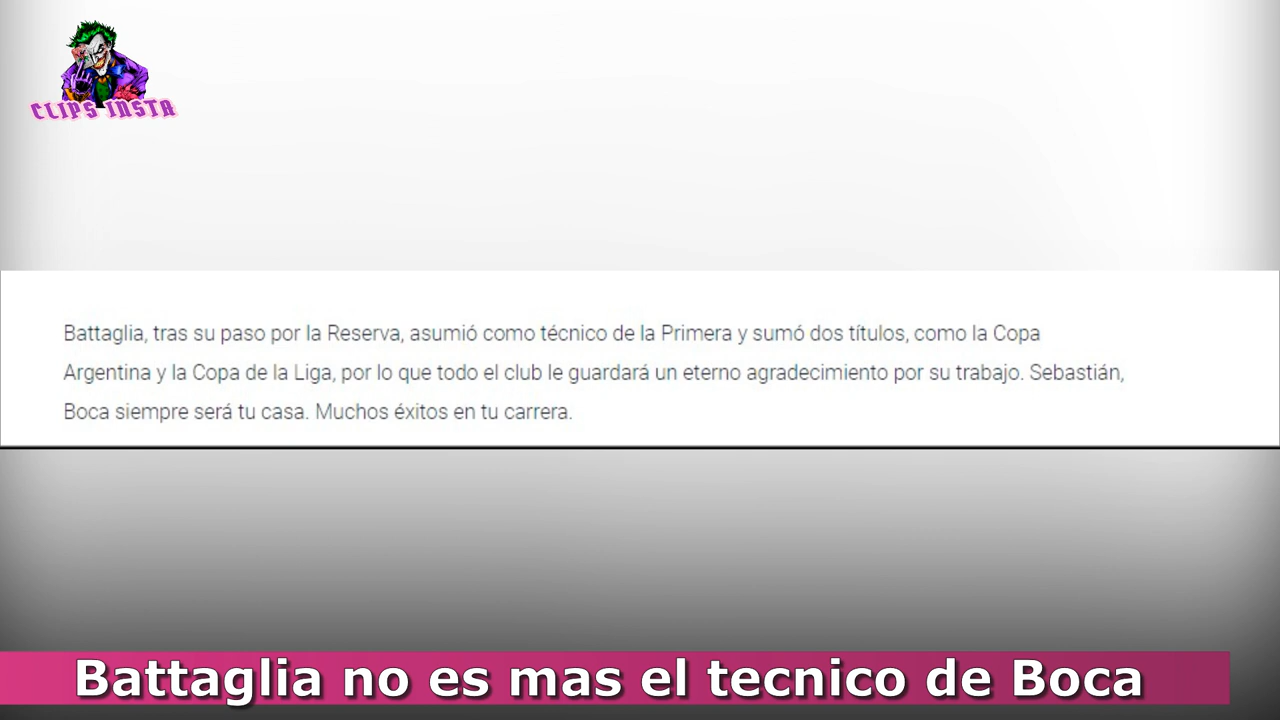 CLIPS INSTA
Battaglia, tras su paso por la Reserva, asumió como técnico de la Primera y sumó dos títulos, como la Copa
Argentina y la Copa de la Liga, por lo que todo el club le guardará un eterno agradecimiento por su trabajo. Sebastián,
Boca siempre será tu casa. Muchos éxitos en tu carrera.
Battaglia no es mas el tecnico de Boca